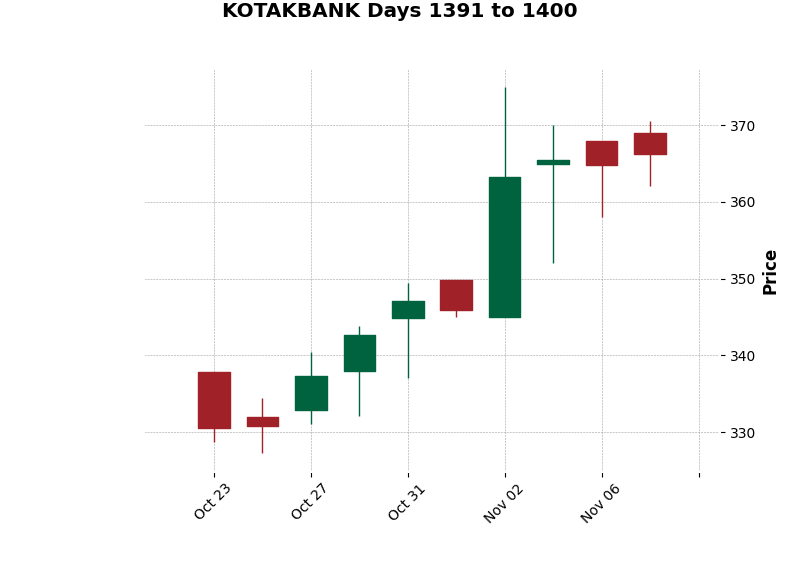 KOTAKBANK Days 1391 to 1400
370
360
350
340
330
Price
Oct 23
Oct 27
Oct 31
Nov 02
Nov 06